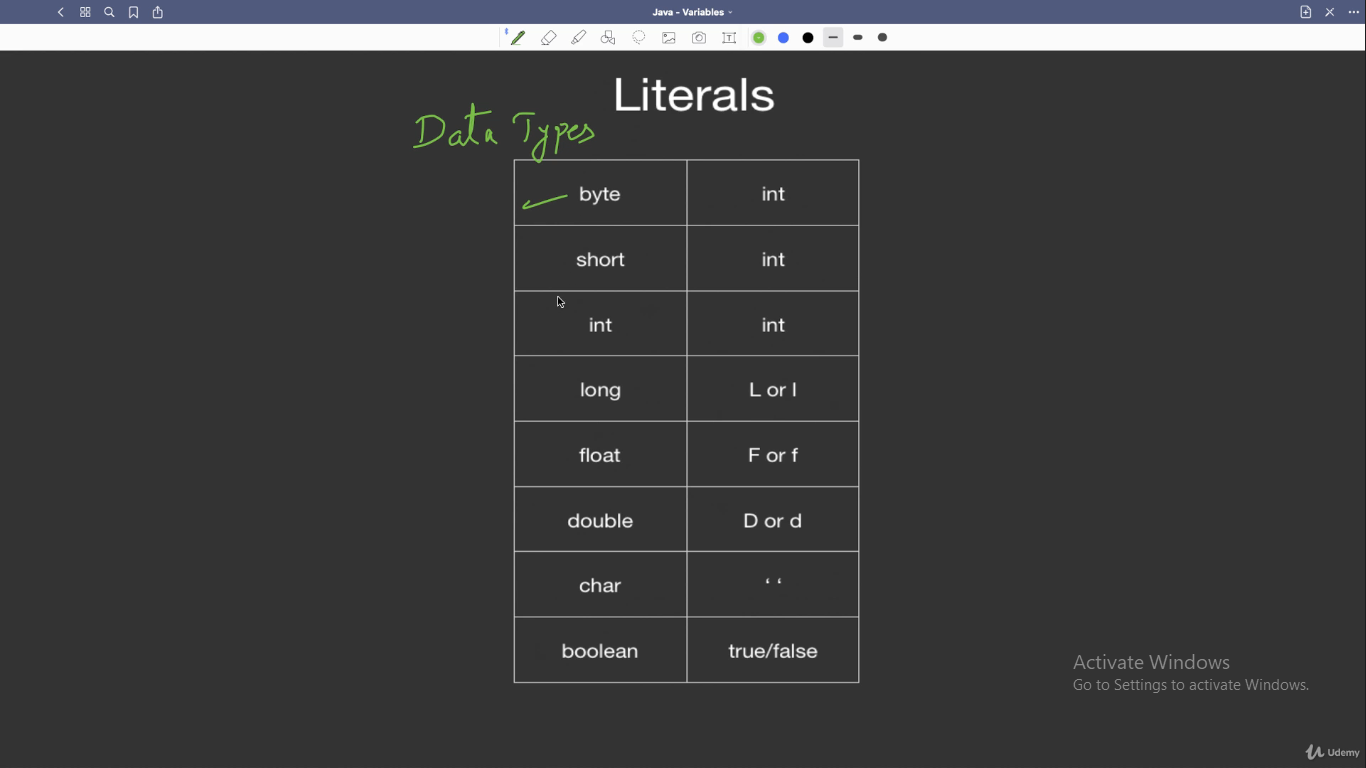 Java - Variables
Literals
Data Types
byte int
short int
int int
long L or l
float F or f
double D or d
char ‘ ‘
boolean true/false
Activate Windows
Go to Settings to activate Windows.
Udemy